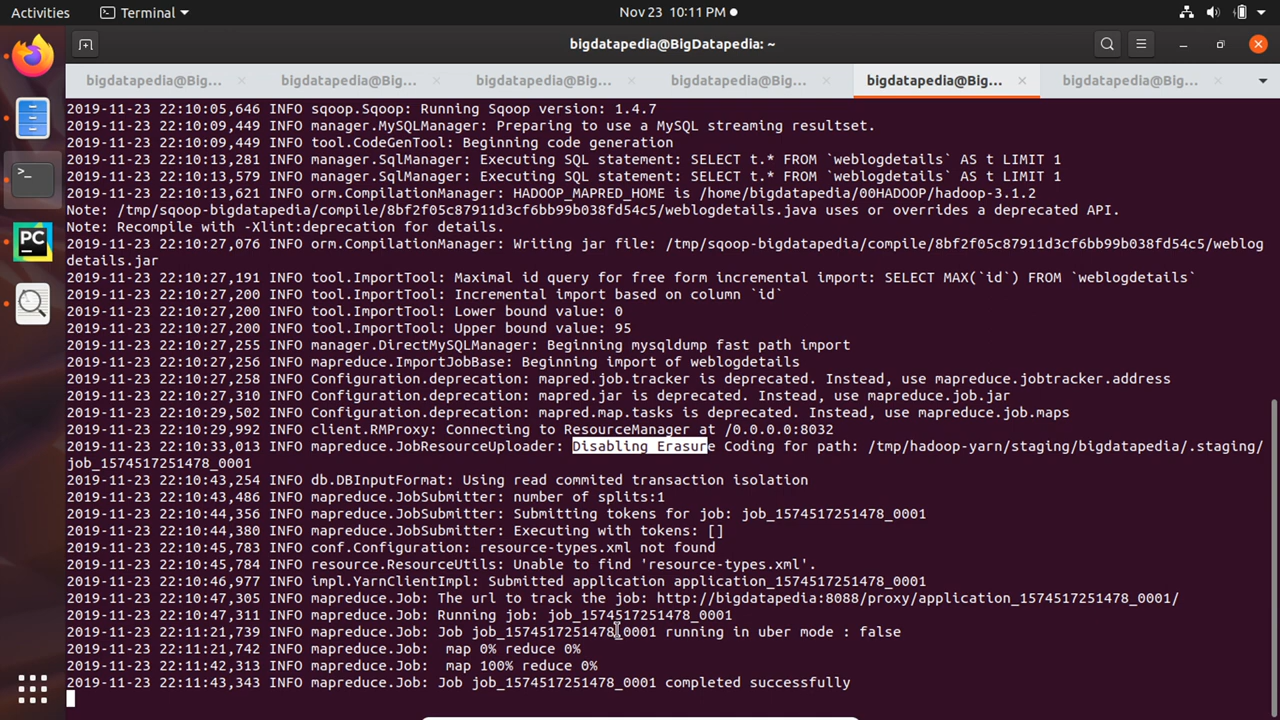 Activities
Terminal
Nov 23 10:11 PM
bigdatapedia@BigDatapedia: ~
bigdatapedia@Big...
bigdatapedia@Big...
bigdatapedia@Big...
bigdatapedia@Big...
bigdatapedia@Big...
bigdatapedia@Big...
2019-11-23 22:10:05,646 INFO sqoop.Sqoop: Running Sqoop version: 1.4.7
2019-11-23 22:10:09,449 INFO manager.MySQLManager: Preparing to use a MySQL streaming resultset.
2019-11-23 22:10:09,449 INFO tool.CodeGenTool: Beginning code generation
2019-11-23 22:10:13,281 INFO manager.SqlManager: Executing SQL statement: SELECT t.* FROM `weblogdetails` AS t LIMIT 1
2019-11-23 22:10:13,579 INFO manager.SqlManager: Executing SQL statement: SELECT t.* FROM `weblogdetails` AS t LIMIT 1
2019-11-23 22:10:13,621 INFO orm.CompilationManager: HADOOP_MAPRED_HOME is /home/bigdatapedia/00HADOOP/hadoop-3.1.2
Note: /tmp/sqoop-bigdatapedia/compile/8bf2f05c87911d3cf6bb99b038fd54c5/weblogdetails.java uses or overrides a deprecated API.
Note: Recompile with -Xlint:deprecation for details.
2019-11-23 22:10:27,076 INFO orm.CompilationManager: Writing jar file: /tmp/sqoop-bigdatapedia/compile/8bf2f05c87911d3cf6bb99b038fd54c5/weblog
details.jar
2019-11-23 22:10:27,191 INFO tool.ImportTool: Maximal id query for free form incremental import: SELECT MAX(`id`) FROM `weblogdetails`
2019-11-23 22:10:27,200 INFO tool.ImportTool: Incremental import based on column `id`
2019-11-23 22:10:27,200 INFO tool.ImportTool: Lower bound value: 0
2019-11-23 22:10:27,200 INFO tool.ImportTool: Upper bound value: 95
2019-11-23 22:10:27,255 INFO manager.DirectMySQLManager: Beginning mysqldump fast path import
2019-11-23 22:10:27,256 INFO mapreduce.ImportJobBase: Beginning import of weblogdetails
2019-11-23 22:10:27,258 INFO Configuration.deprecation: mapred.job.tracker is deprecated. Instead, use mapreduce.jobtracker.address
2019-11-23 22:10:27,310 INFO Configuration.deprecation: mapred.jar is deprecated. Instead, use mapreduce.job.jar
2019-11-23 22:10:29,502 INFO Configuration.deprecation: mapred.map.tasks is deprecated. Instead, use mapreduce.job.maps
2019-11-23 22:10:29,992 INFO client.RMProxy: Connecting to ResourceManager at /0.0.0.0:8032
2019-11-23 22:10:33,013 INFO mapreduce.JobResourceUploader: Disabling Erasure Coding for path: /tmp/hadoop-yarn/staging/bigdatapedia/.staging/
job_1574517251478_0001
2019-11-23 22:10:43,254 INFO db.DBInputFormat: Using read commited transaction isolation
2019-11-23 22:10:43,486 INFO mapreduce.JobSubmitter: number of splits:1
2019-11-23 22:10:44,356 INFO mapreduce.JobSubmitter: Submitting tokens for job: job_1574517251478_0001
2019-11-23 22:10:44,380 INFO mapreduce.JobSubmitter: Executing with tokens: []
2019-11-23 22:10:45,783 INFO conf.Configuration: resource-types.xml not found
2019-11-23 22:10:45,784 INFO resource.ResourceUtils: Unable to find 'resource-types.xml'.
2019-11-23 22:10:46,977 INFO impl.YarnClientImpl: Submitted application application_1574517251478_0001
2019-11-23 22:10:47,305 INFO mapreduce.Job: The url to track the job: http://bigdatapedia:8088/proxy/application_1574517251478_0001/
2019-11-23 22:10:47,311 INFO mapreduce.Job: Running job: job_1574517251478_0001
2019-11-23 22:11:21,739 INFO mapreduce.Job: Job job_1574517251478_0001 running in uber mode : false
2019-11-23 22:11:21,742 INFO mapreduce.Job:  map 0% reduce 0%
2019-11-23 22:11:42,313 INFO mapreduce.Job:  map 100% reduce 0%
2019-11-23 22:11:43,343 INFO mapreduce.Job: Job job_1574517251478_0001 completed successfully
>_
PC